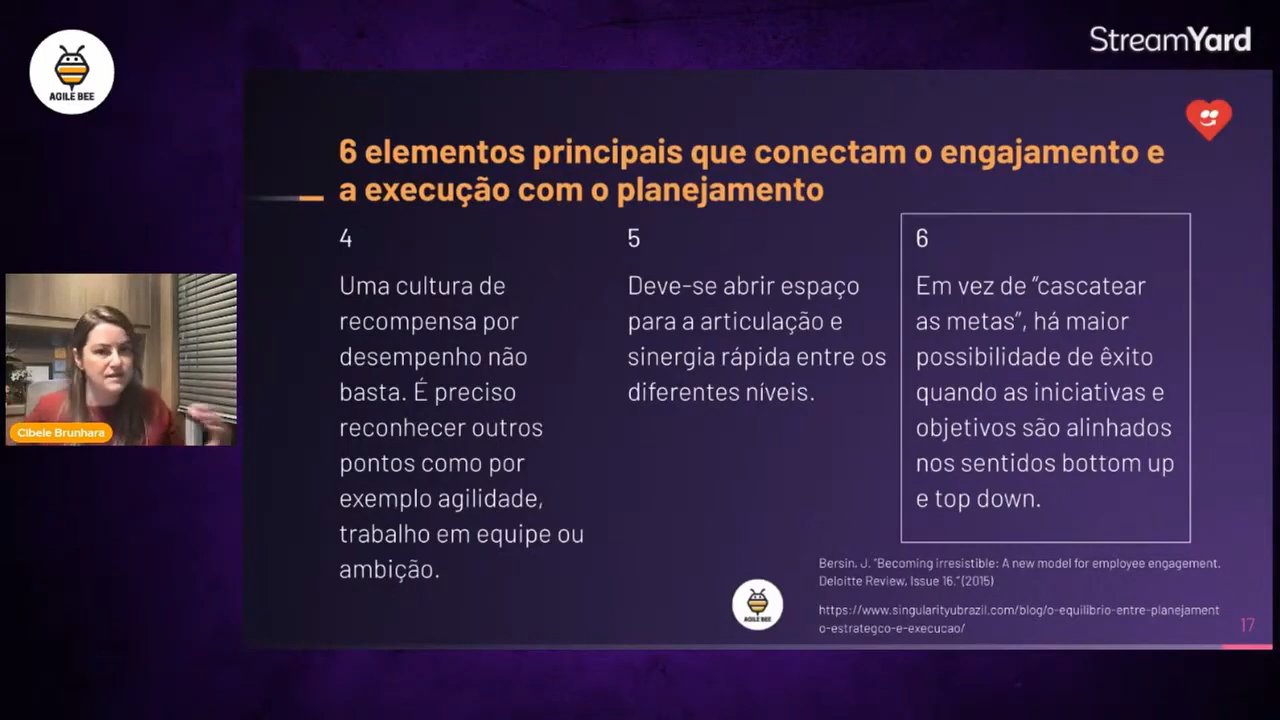 AGILE BEE
StreamYard
6 elementos principais que conectam o engajamento e
a execução com o planejamento
4
Uma cultura de
recompensa por
desempenho não
basta. É preciso
reconhecer outros
pontos como por
exemplo agilidade,
trabalho em equipe ou
ambição.
5
Deve-se abrir espaço
para a articulação e
sinergia rápida entre os
diferentes níveis.
6
Em vez de “cascatear
as metas”, há maior
possibilidade de êxito
quando as iniciativas e
objetivos são alinhados
nos sentidos bottom up
e top down.
Cibele Brunhara
Bersin, J. “Becoming irresistible: A new model for employee engagement.
Deloitte Review, Issue 16.” (2015)
https://www.singularityubrazil.com/blog/o-equilibrio-entre-planejament
o-estrategco-e-execucao/
AGILE BEE
17